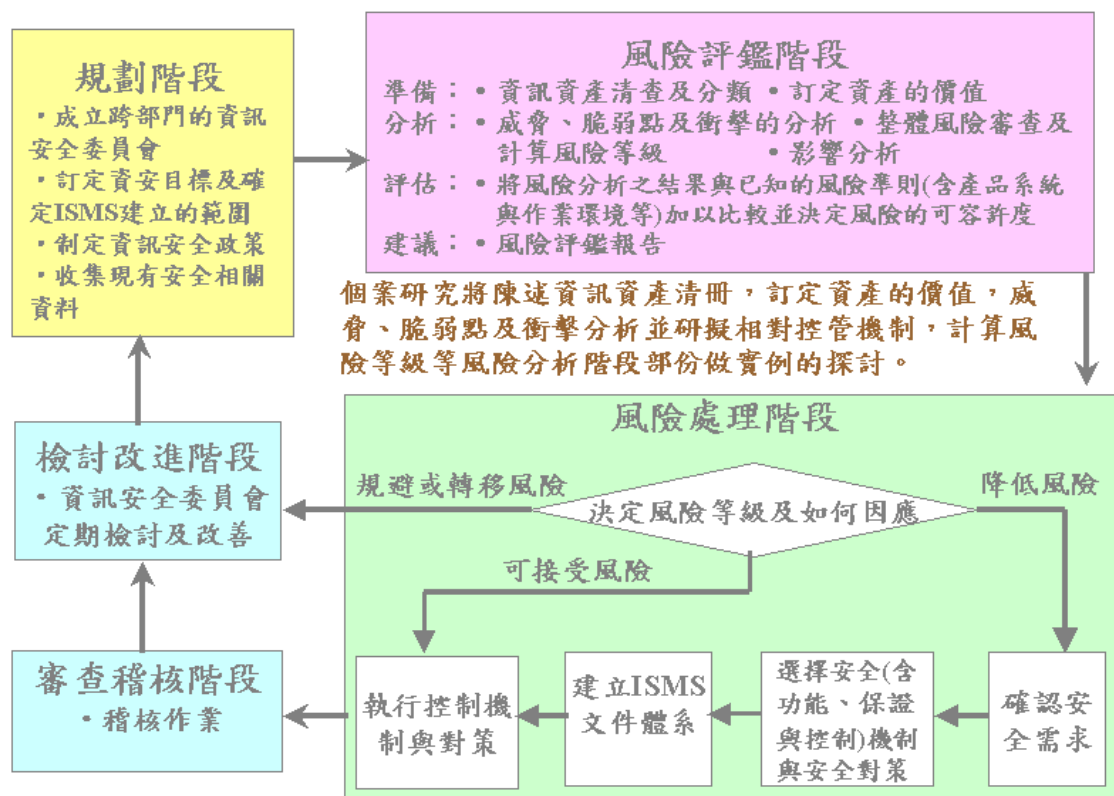 規劃階段
・成立跨部門的資訊
安全委員會
・訂定資安目標及確
定ISMS建立的範圍
・制定資訊安全政策
・收集現有安全相關
資料
風險評鑑階段
準備：・資訊資產清查及分類 ・訂定資產的價值
分析：・威脅、脆弱點及衝擊的分析 ・整體風險審查及
計算風險等級 ・影響分析
評估：・將風險分析之結果與已知的風險準則(含產品系統
與作業環境等)加以比較並決定風險的可容許度
建議：・風險評鑑報告
個案研究將陳述資訊資產清冊，訂定資產的價值，威
脅、脆弱點及衝擊分析並研擬相對控管機制，計算風
險等級等風險分析階段部份做實例的探討。
風險處理階段
規避或轉移風險
決定風險等級及如何因應
降低風險
可接受風險
檢討改進階段
・資訊安全委員會
定期檢討及改善
審查稽核階段
・稽核作業
執行控制機
制與對策
建立ISMS
文件體系
選擇安全(含
功能、保證
與控制)機制
與安全對策
確認安
全需求